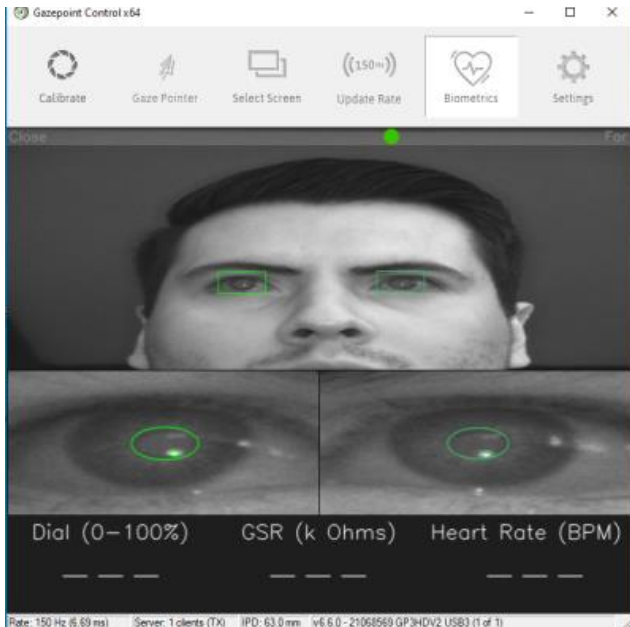 Gazepoint Control x64
Calibrate Gaze Pointer Select Screen ((150Hz)) Update Rate Biometrics Settings
Close Far
Dial (0-100%) GSR (k Ohms) Heart Rate (BPM)
--- --- ---
Rate: 150 Hz (6.69 ms) Server: 1 clients (TX) IPD: 63.0 mm v6.6.0 - 21068569 GP3HDV2 USB3 (1 of 1)